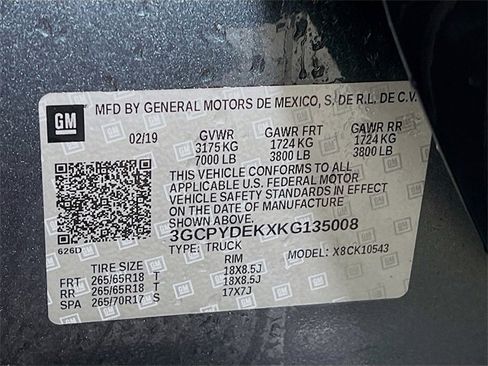 GM MFD BY GENERAL MOTORS DE MEXICO, S. DE R.L. DE C.V.
02/19 GVWR GAWR FRT GAWR RR
3175 KG 1724 KG 1724 KG
7000 LB 3800 LB 3800 LB
THIS VEHICLE CONFORMS TO ALL
APPLICABLE U.S. FEDERAL MOTOR
VEHICLE SAFETY STANDARDS IN EFFECT
ON THE DATE OF MANUFACTURE
SHOWN ABOVE.
626D 3GCPYDEKXKG135008
TYPE: TRUCK MODEL: X8CK10543
TIRE SIZE RIM
FRT 265/65R18 T 18X8.5J
RR 265/65R18 T 18X8.5J
SPA 265/70R17 S 17X7J